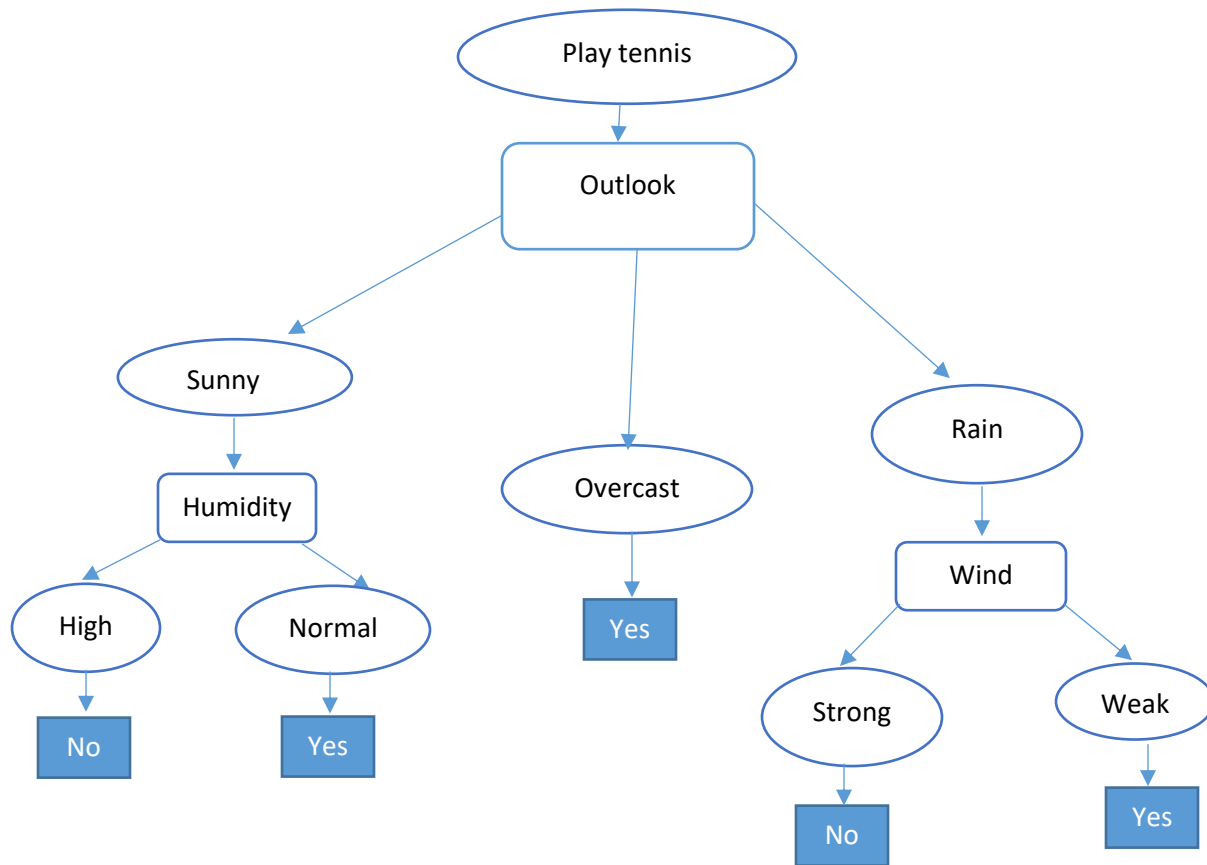 Play tennis
Outlook
Sunny
Overcast
Rain
Humidity
Wind
High
Normal
Yes
Strong
Weak
No
Yes
No
Yes